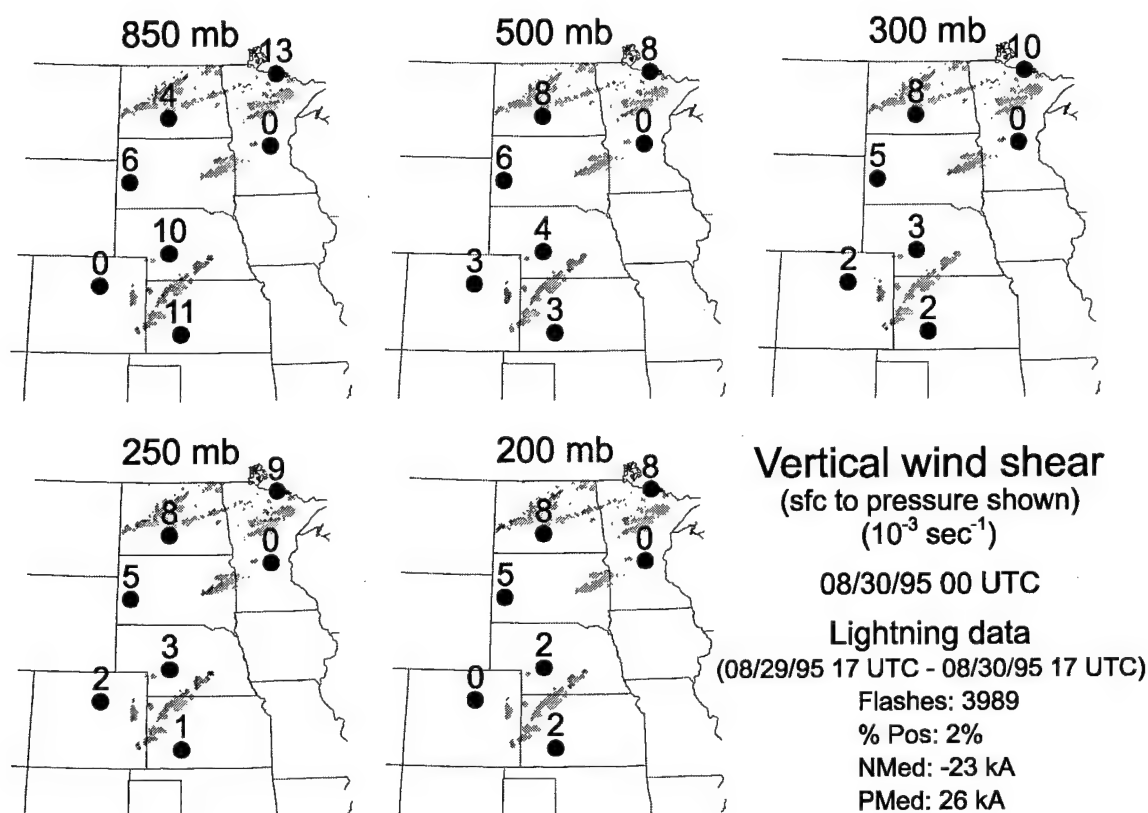 850 mb
13
4
0
6
10
0
11
500 mb
8
8
0
6
4
3
3
300 mb
10
8
0
5
3
2
2
250 mb
9
8
0
5
3
2
1
200 mb
8
8
0
5
2
0
2
Vertical wind shear
(sfc to pressure shown)
(10⁻³ sec⁻¹)
08/30/95 00 UTC
Lightning data
(08/29/95 17 UTC - 08/30/95 17 UTC)
Flashes: 3989
% Pos: 2%
NMed: -23 kA
PMed: 26 kA